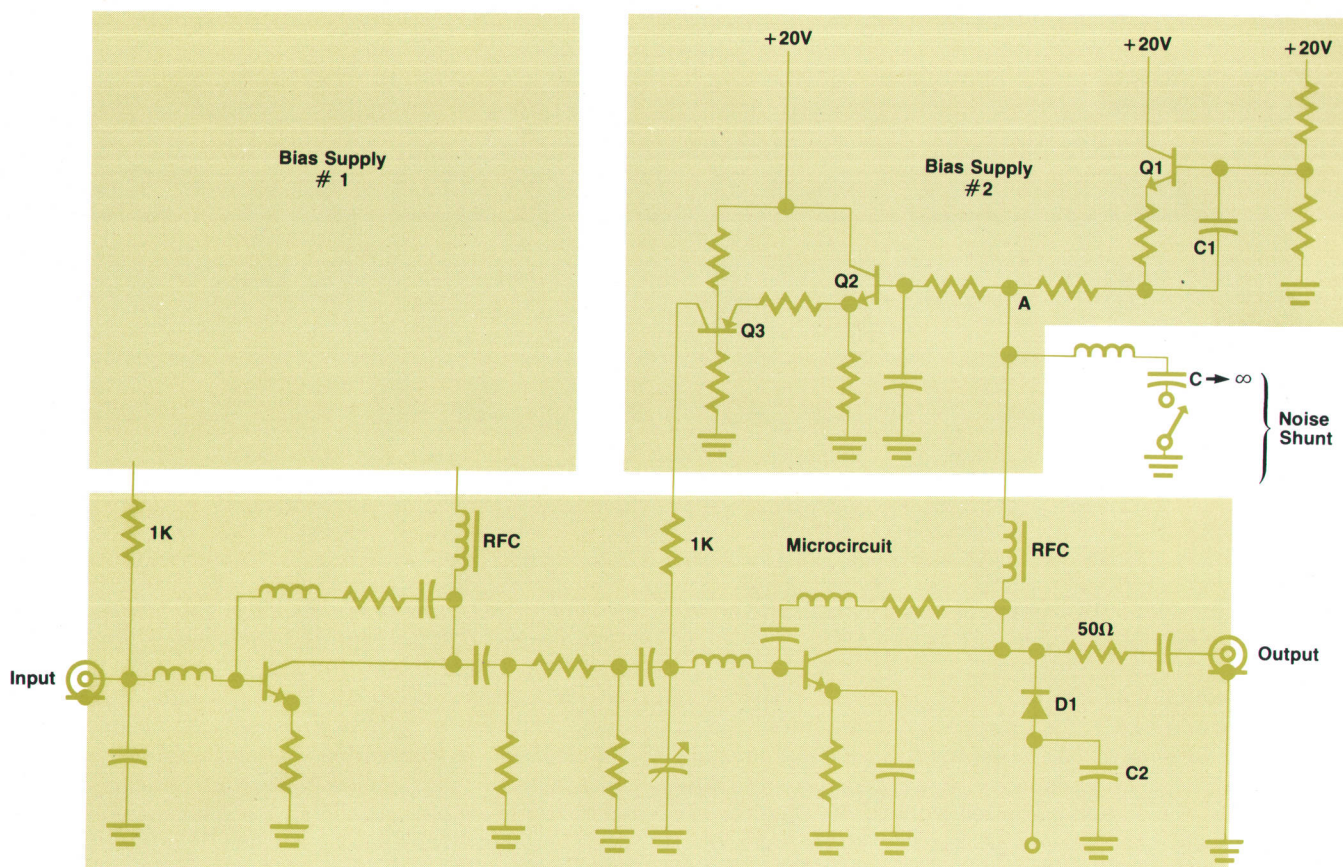 +20V
+20V
+20V
Bias Supply
# 1
Bias Supply
#2
Q1
C1
Q2
A
Q3
C → ∞
Noise
Shunt
1K
RFC
1K
Microcircuit
RFC
50Ω
Input
Output
D1
C2